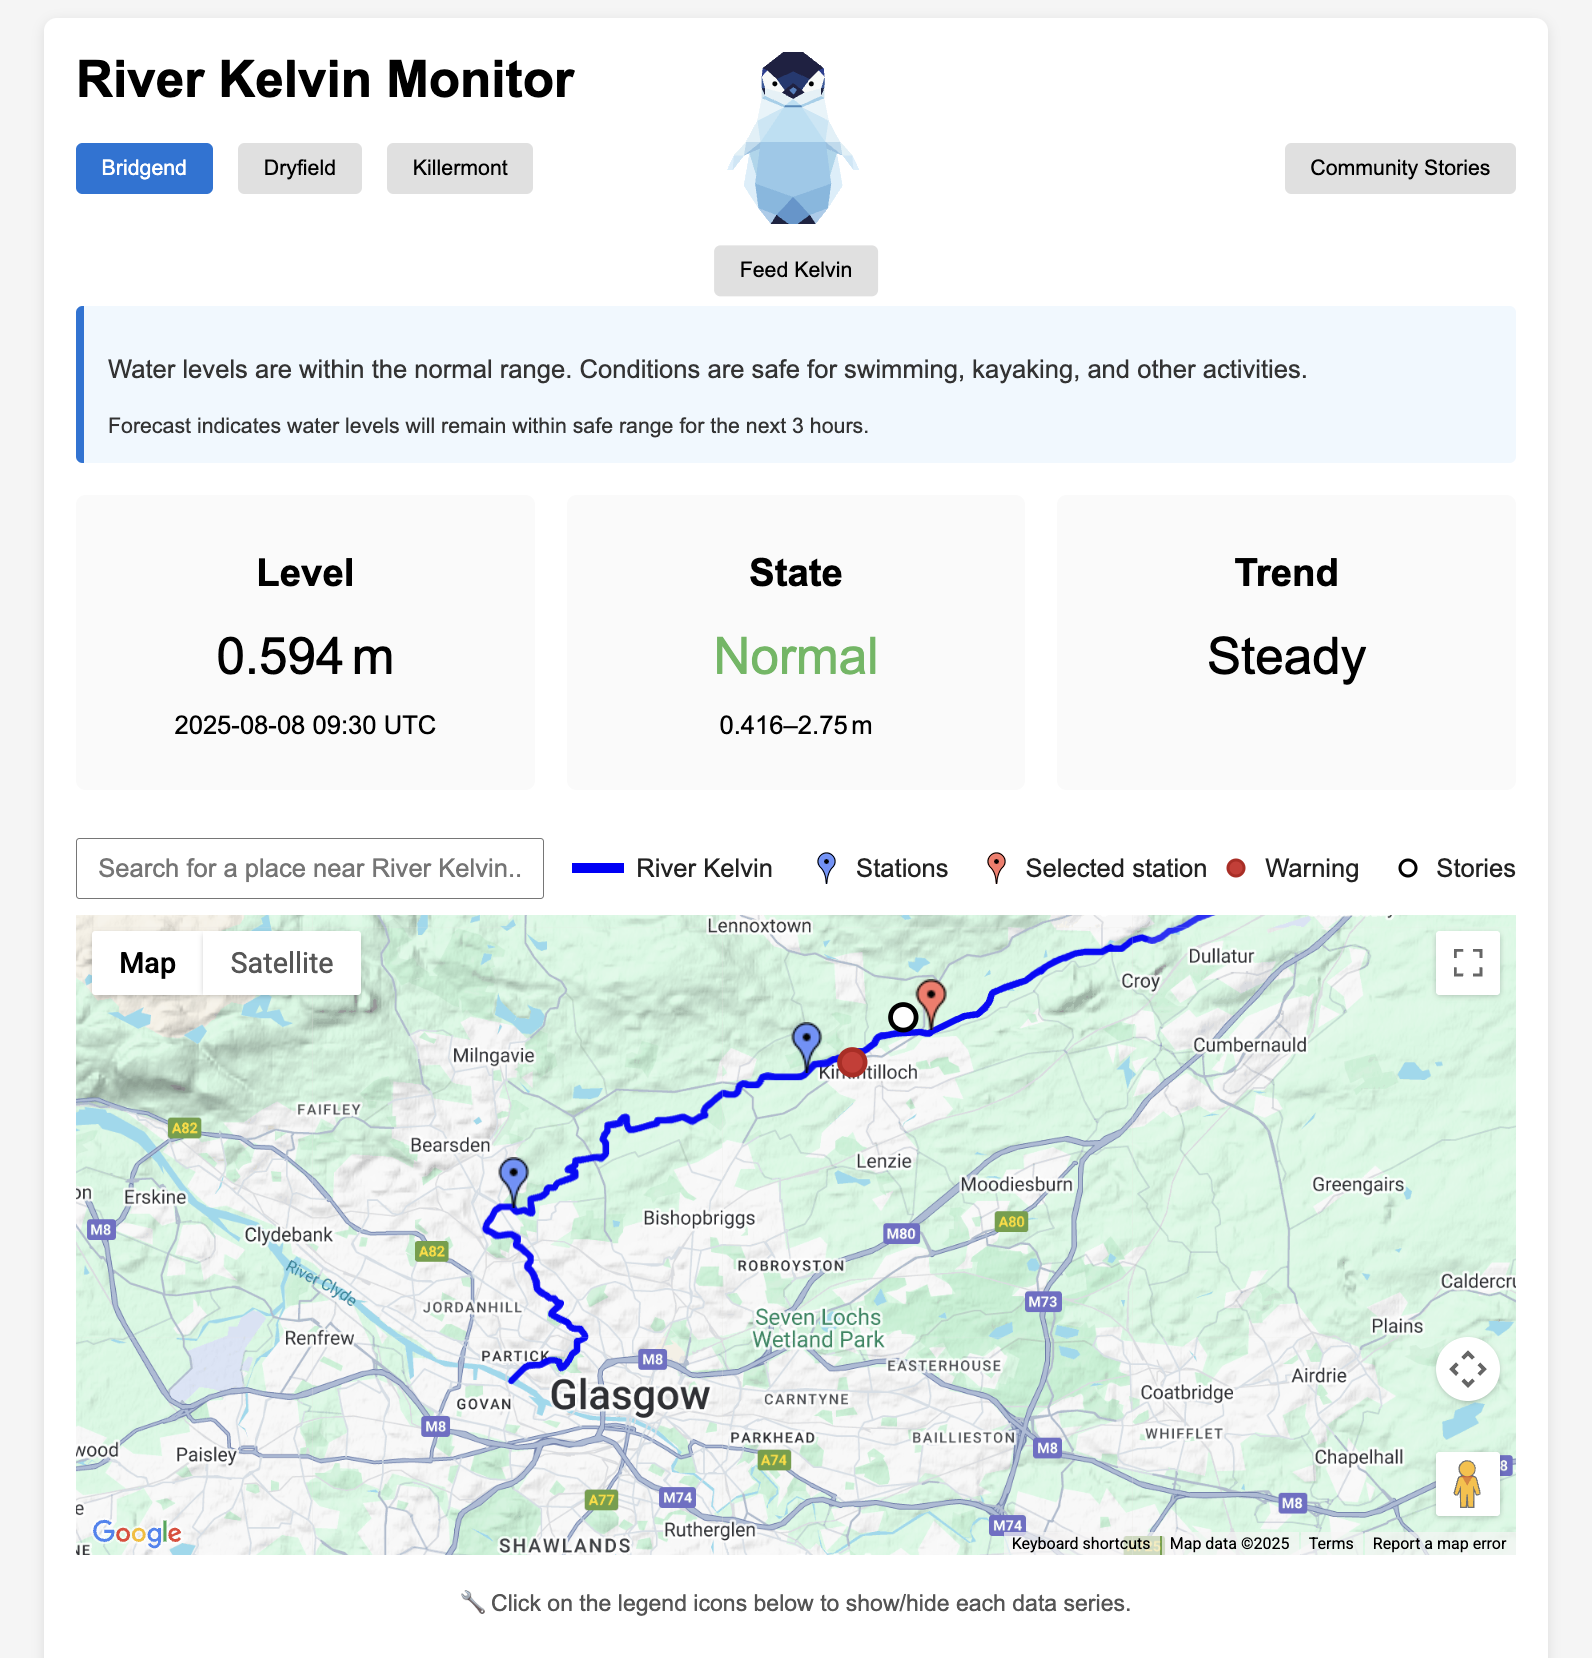 River Kelvin Monitor
Bridgend
Dryfield
Killermont
Community Stories
Feed Kelvin
Water levels are within the normal range. Conditions are safe for swimming, kayaking, and other activities.
Forecast indicates water levels will remain within safe range for the next 3 hours.
Level
State
Trend
0.594 m
Normal
Steady
2025-08-08 09:30 UTC
0.416–2.75 m
Search for a place near River Kelvin..
River Kelvin
Stations
Selected station
Warning
Stories
Map
Satellite
Lennoxtown
Dullatur
Croy
Cumbernauld
Milngavie
FAIFLEY
A82
Bearsden
Lenzie
Moodiesburn
Greengairs
Erskine
M8
Bishopbriggs
A80
M80
Clydebank
A82
River Clyde
ROBROYSTON
JORDANHILL
M73
Seven Lochs
Wetland Park
Plains
Renfrew
PARTICK
M8
EASTERHOUSE
Airdrie
Glasgow
GOVAN
CARNTYNE
Coatbridge
M8
PARKHEAD
BAILLIESTON
WHIFFLET
M8
Paisley
A74
Chapelhall
A77
M74
M8
Rutherglen
M74
SHAWLANDS
Google
Keyboard shortcuts
Map data ©2025
Terms
Report a map error
Click on the legend icons below to show/hide each data series.